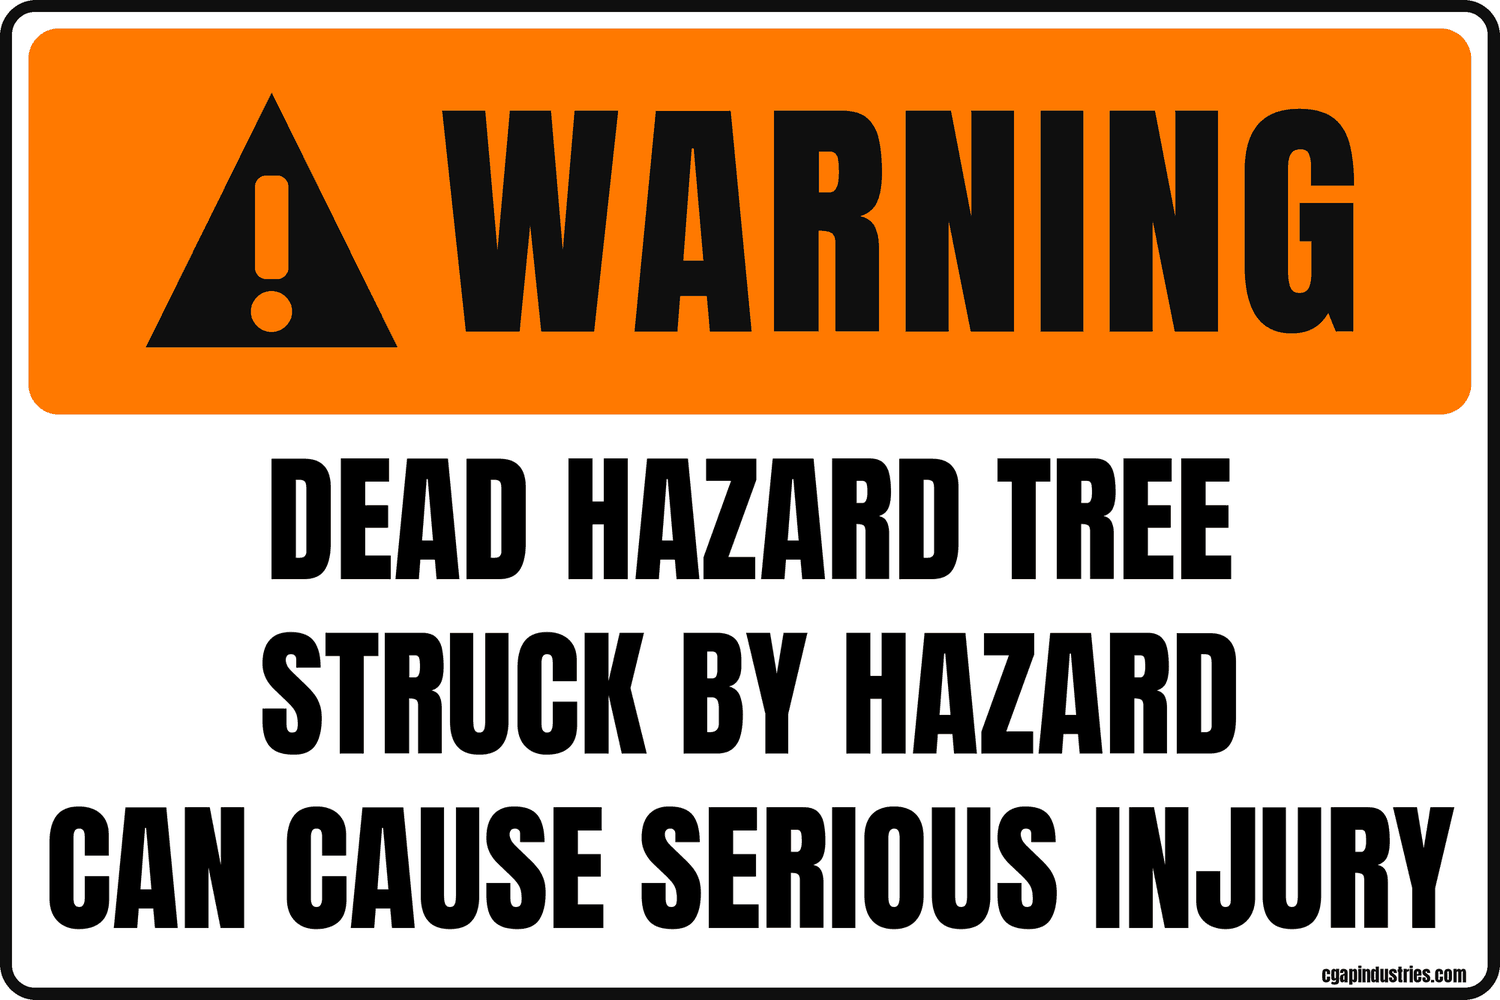 WARNING
DEAD HAZARD TREE
STRUCK BY HAZARD
CAN CAUSE SERIOUS INJURY
cgapindustries.com